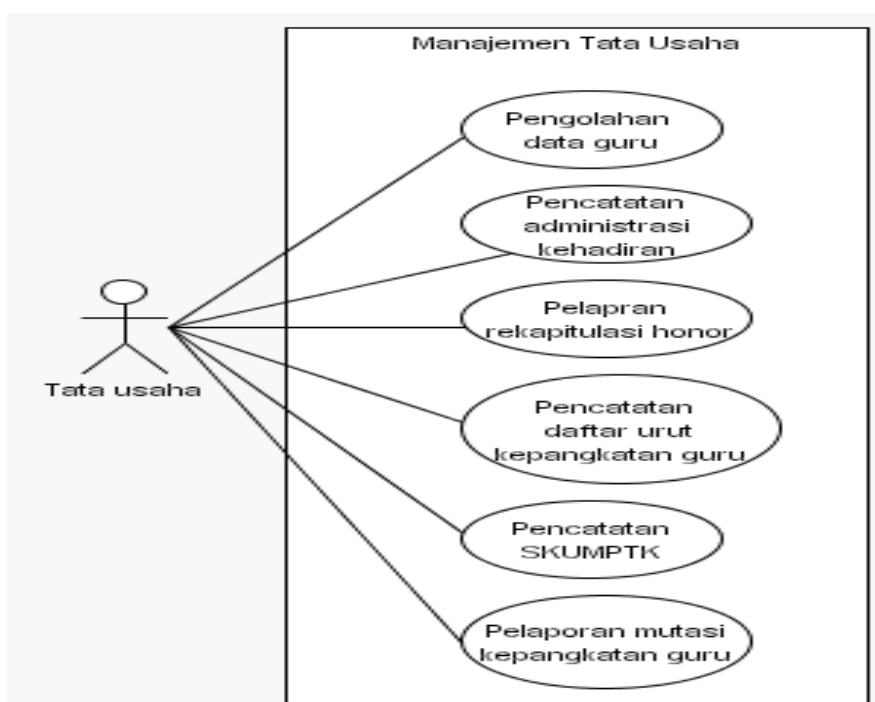 Manajemen Tata Usaha
Pengolahan
data guru
Pencatatan
administrasi
kehadiran
Pelapran
rekapitulasi honor
Tata usaha
Pencatatan
daftar urut
kepangkatan guru
Pencatatan
SKUMPTK
Pelaporan mutasi
kepangkatan guru